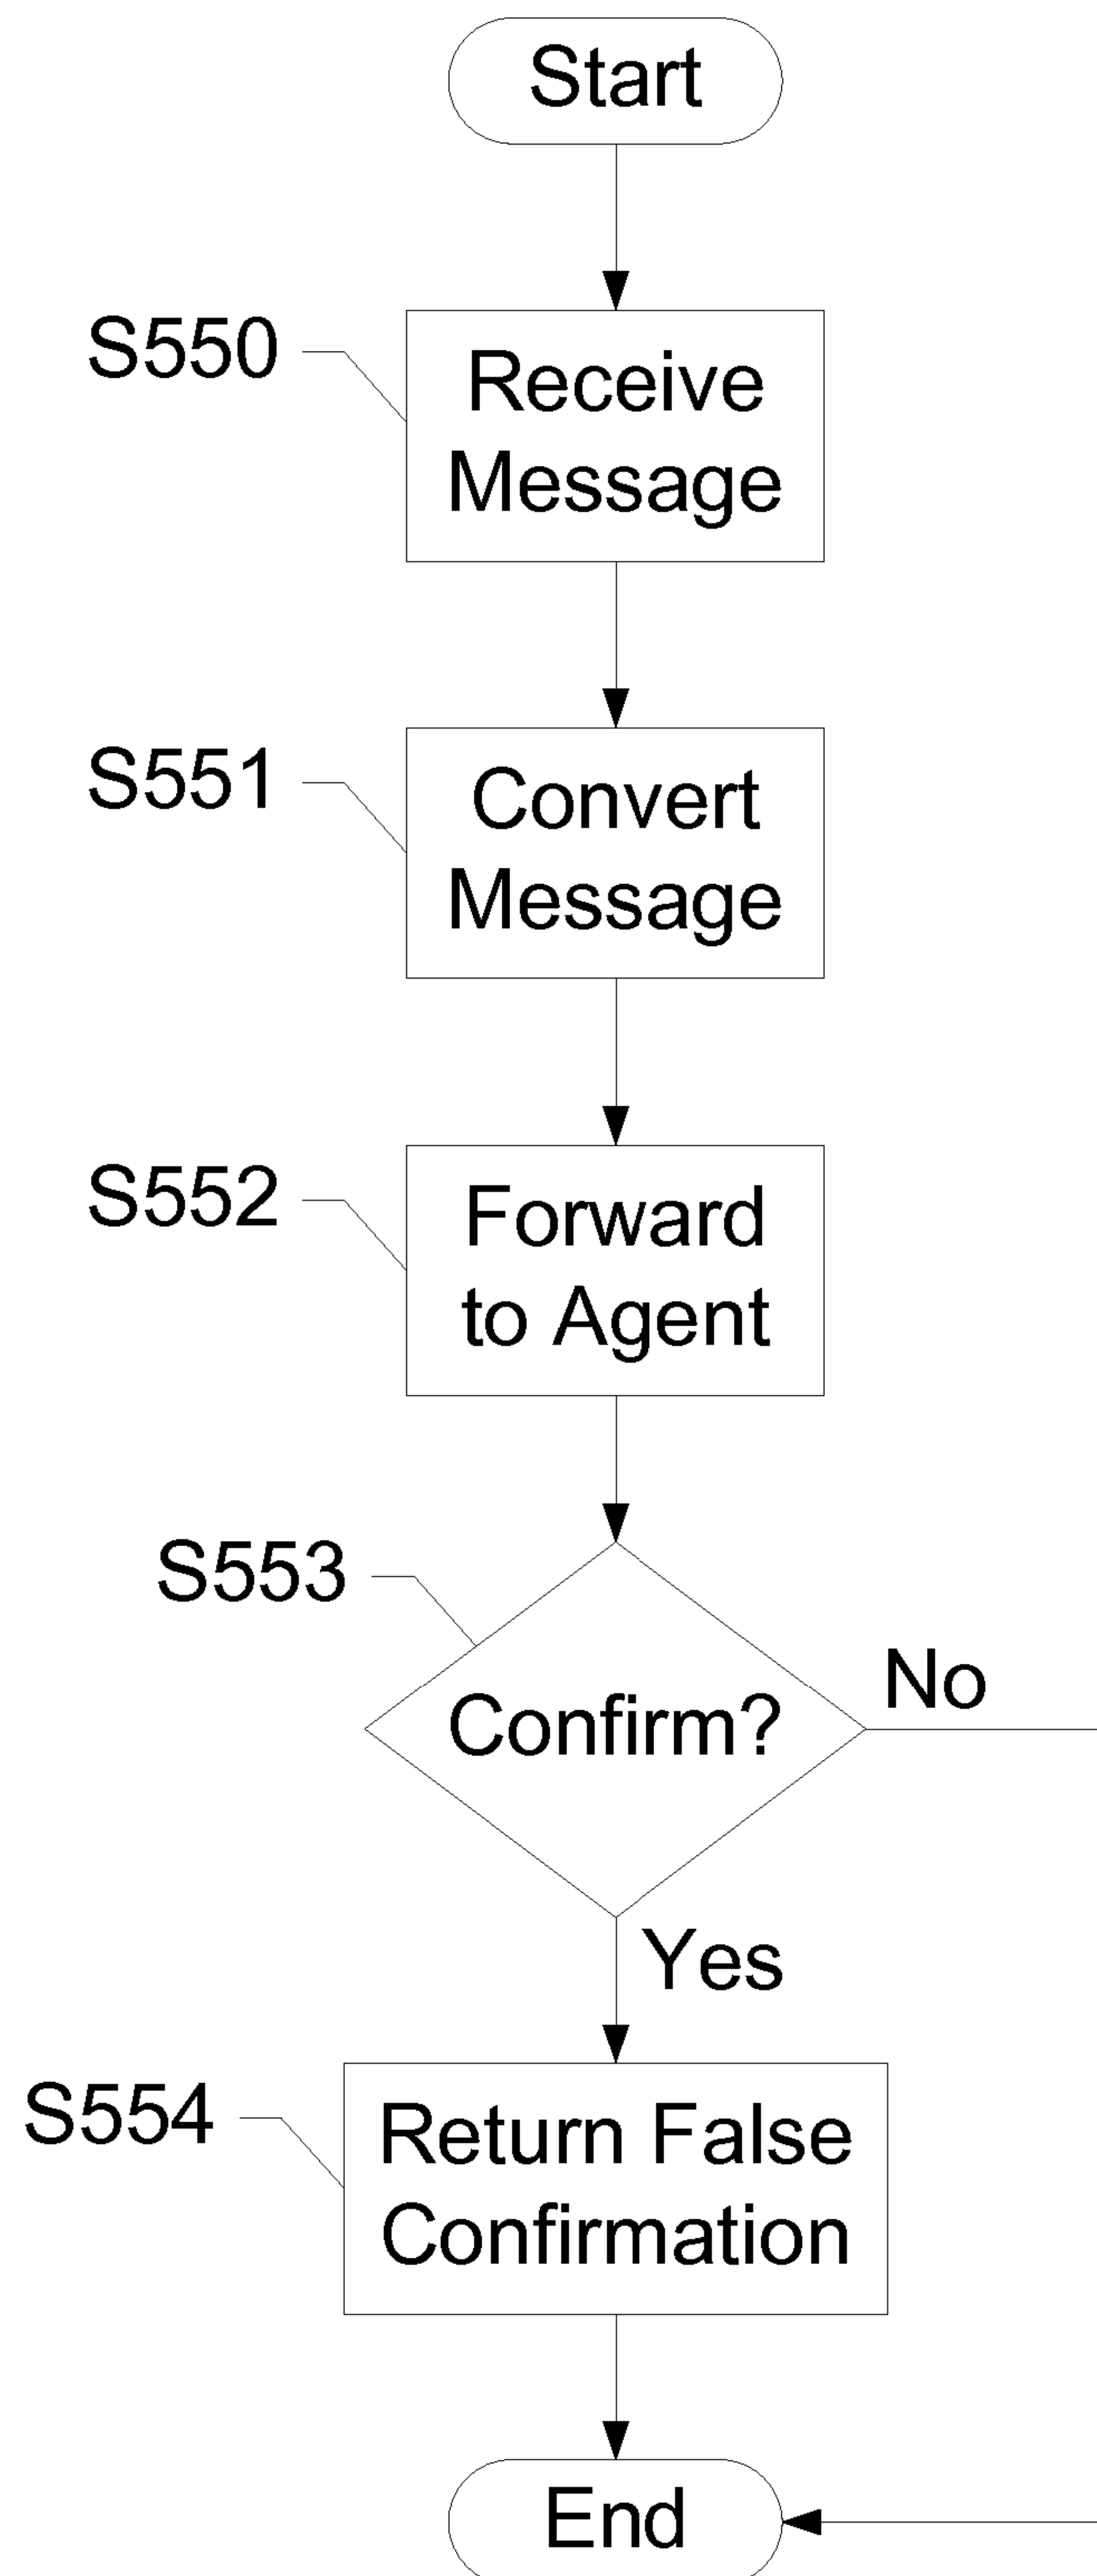 Start
S550
Receive
Message
S551
Convert
Message
S552
Forward
to Agent
S553
Confirm?
No
Yes
S554
Return False
Confirmation
End